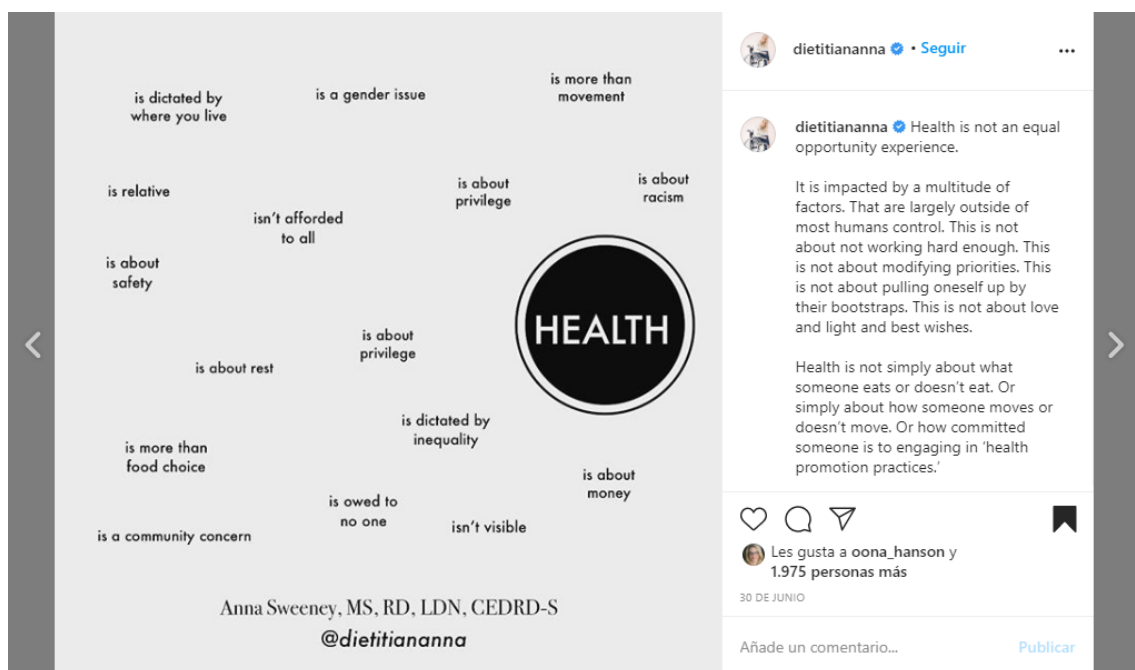 is dictated by
where you live
is a gender issue
is more than
movement
is relative
isn't afforded
to all
is about
privilege
is about
racism
is about
safety
HEALTH
is about
privilege
is about rest
is dictated by
inequality
is more than
food choice
is about
money
is owed to
no one
isn't visible
is a community concern
Anna Sweeney, MS, RD, LDN, CEDRD-S
@dietitiananna
dietitiananna • Seguir
dietitiananna Health is not an equal
opportunity experience.
It is impacted by a multitude of
factors. That are largely outside of
most humans control. This is not
about not working hard enough. This
is not about modifying priorities. This
is not about pulling oneself up by
their bootstraps. This is not about love
and light and best wishes.
Health is not simply about what
someone eats or doesn't eat. Or
simply about how someone moves or
doesn't move. Or how committed
someone is to engaging in 'health
promotion practices.'
Les gusta a oona_hanson y
1.975 personas más
30 DE JUNIO
Añade un comentario... Publicar